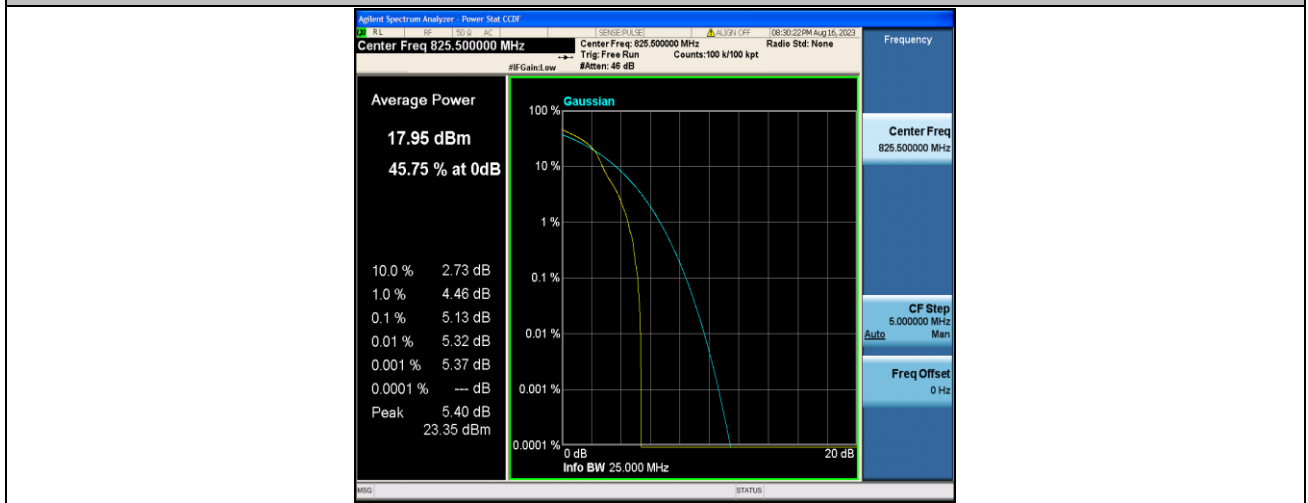 Agilent Spectrum Analyzer - Power Stat CCDF
RL RF 50 Ω AC SENSE:PULSE ALIGN OFF 08:30:22PM Aug 16, 2023
Center Freq 825.500000 MHz
Center Freq: 825.500000 MHz Radio Std: None
Trig: Free Run Counts:100 k/100 kpt
#IFGain:Low #Atten: 46 dB
Frequency
Average Power
17.95 dBm
45.75 % at 0dB
10.0 % 2.73 dB
1.0 % 4.46 dB
0.1 % 5.13 dB
0.01 % 5.32 dB
0.001 % 5.37 dB
0.0001 % --- dB
Peak 5.40 dB
23.35 dBm
Gaussian
100 %
10 %
1 %
0.1 %
0.01 %
0.001 %
0.0001 %
0 dB 20 dB
Info BW 25.000 MHz
Center Freq
825.500000 MHz
CF Step
5.000000 MHz
Auto Man
Freq Offset
0 Hz
MSG STATUS